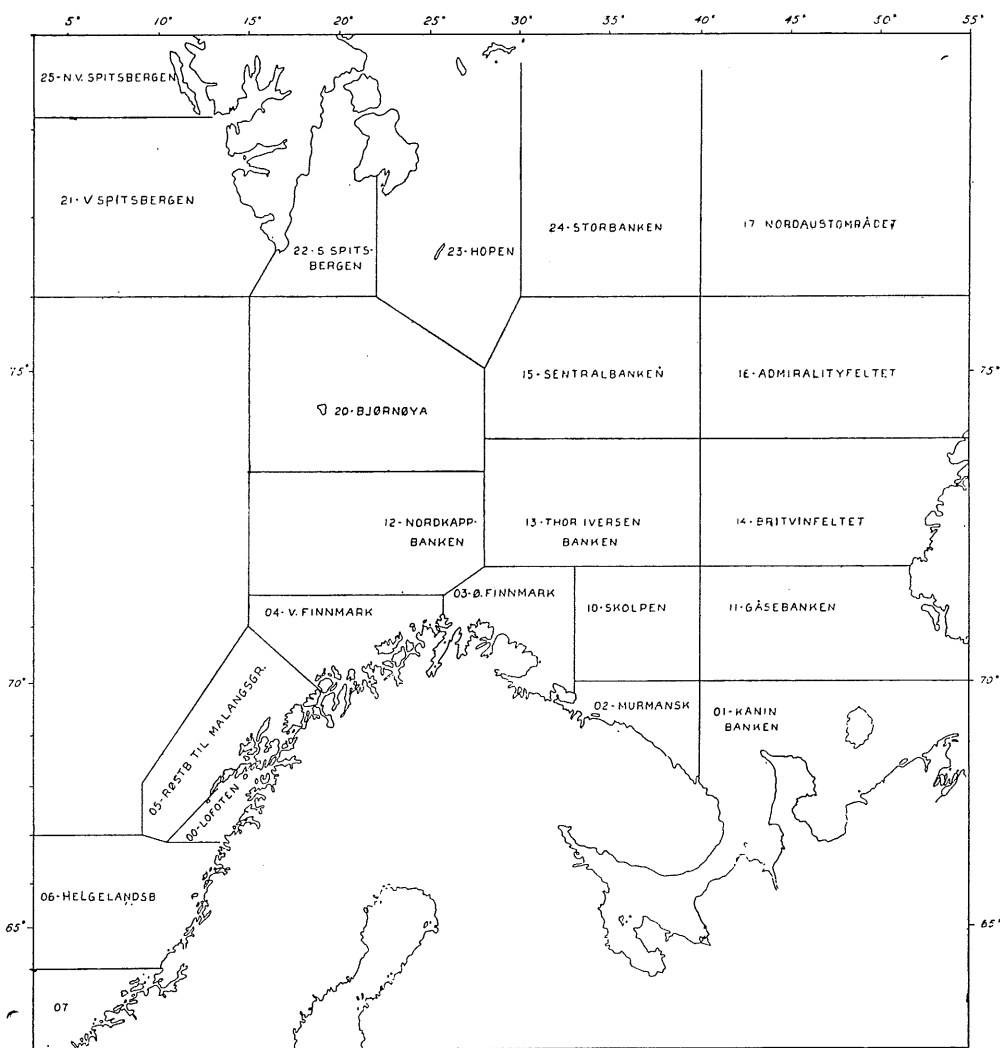 5° 10° 15° 20° 25° 30° 35° 40° 45° 50° 55°
25-N.V. SPITSBERGEN
21- V SPITSBERGEN
22-S SPITS-
BERGEN
23-HOPEN
24-STORBANKEN
17 NORDAUSTOMRÅDET
75°
75°
15-SENTRALBANKEN
16-ADMIRALITYFELTET
20-BJØRNØYA
12-NORDKAPP-
BANKEN
13-THOR IVERSEN
BANKEN
14-BRITVINFELTET
04-V. FINNMARK
03-Ø. FINNMARK
10-SKOLPEN
11-GÅSEBANKEN
70°
70°
05-RØSTB TIL MALANGSGR.
00-LOFOTEN
02-MURMANSK
01-KANIN
BANKEN
06-HELGELANDSB
65°
65°
07